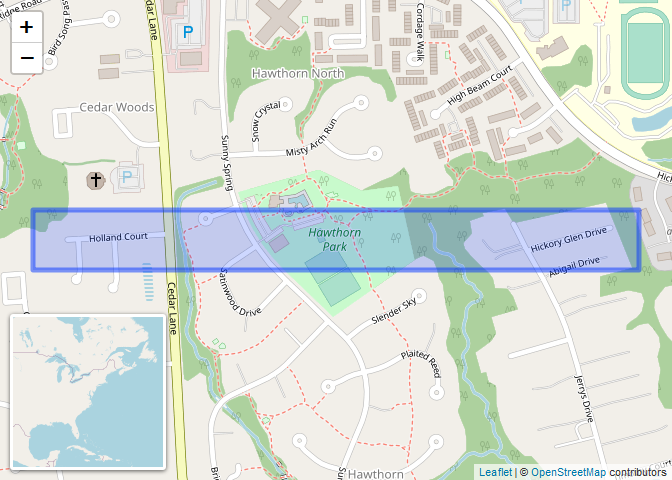 Ridge Road
Bird Song
Cedar Lane
P
Cordage Walk
Hawthorn North
High Beam Court
Cedar Woods
Snow Crystal
Misty Arch Run
Sunny Spring
P
Holland Court
Hawthorn
Park
Hickory Glen Drive
Abigail Drive
Satinwood Drive
Cedar Lane
Slender Sky
Plaited Reed
Jerrys Drive
Hawthorn
+
−
Leaflet | © OpenStreetMap contributors